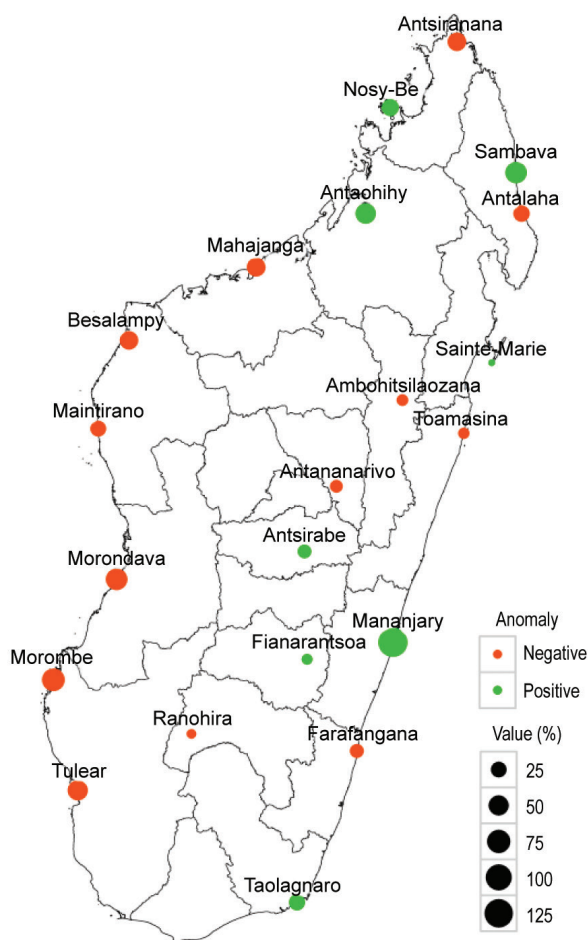 Antsiranana
Nosy-Be
Sambava
Antaohihy
Antalaha
Mahajanga
Besalampy
Sainte-Marie
Ambohitsilaozana
Maintirano
Toamasina
Antananarivo
Antsirabe
Morondava
Mananjary
Fianarantsoa
Morombe
Ranohira
Farafangana
Tulear
Taolagnaro
Anomaly
Negative
Positive
Value (%)
25
50
75
100
125